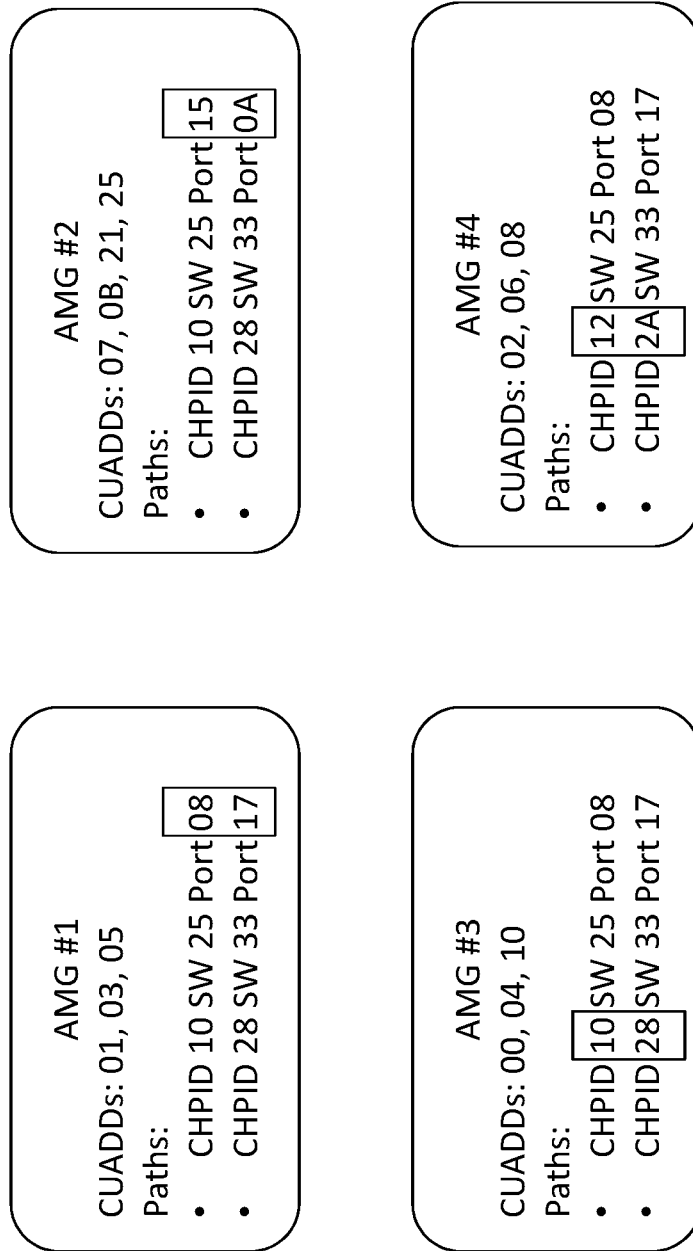 AMG #1
CUADDs: 01, 03, 05
Paths:
• CHPID 10 SW 25 Port 08
• CHPID 28 SW 33 Port 17
AMG #2
CUADDs: 07, 0B, 21, 25
Paths:
• CHPID 10 SW 25 Port 15
• CHPID 28 SW 33 Port 0A
AMG #3
CUADDs: 00, 04, 10
Paths:
• CHPID 10 SW 25 Port 08
• CHPID 28 SW 33 Port 17
AMG #4
CUADDs: 02, 06, 08
Paths:
• CHPID 12 SW 25 Port 08
• CHPID 2A SW 33 Port 17